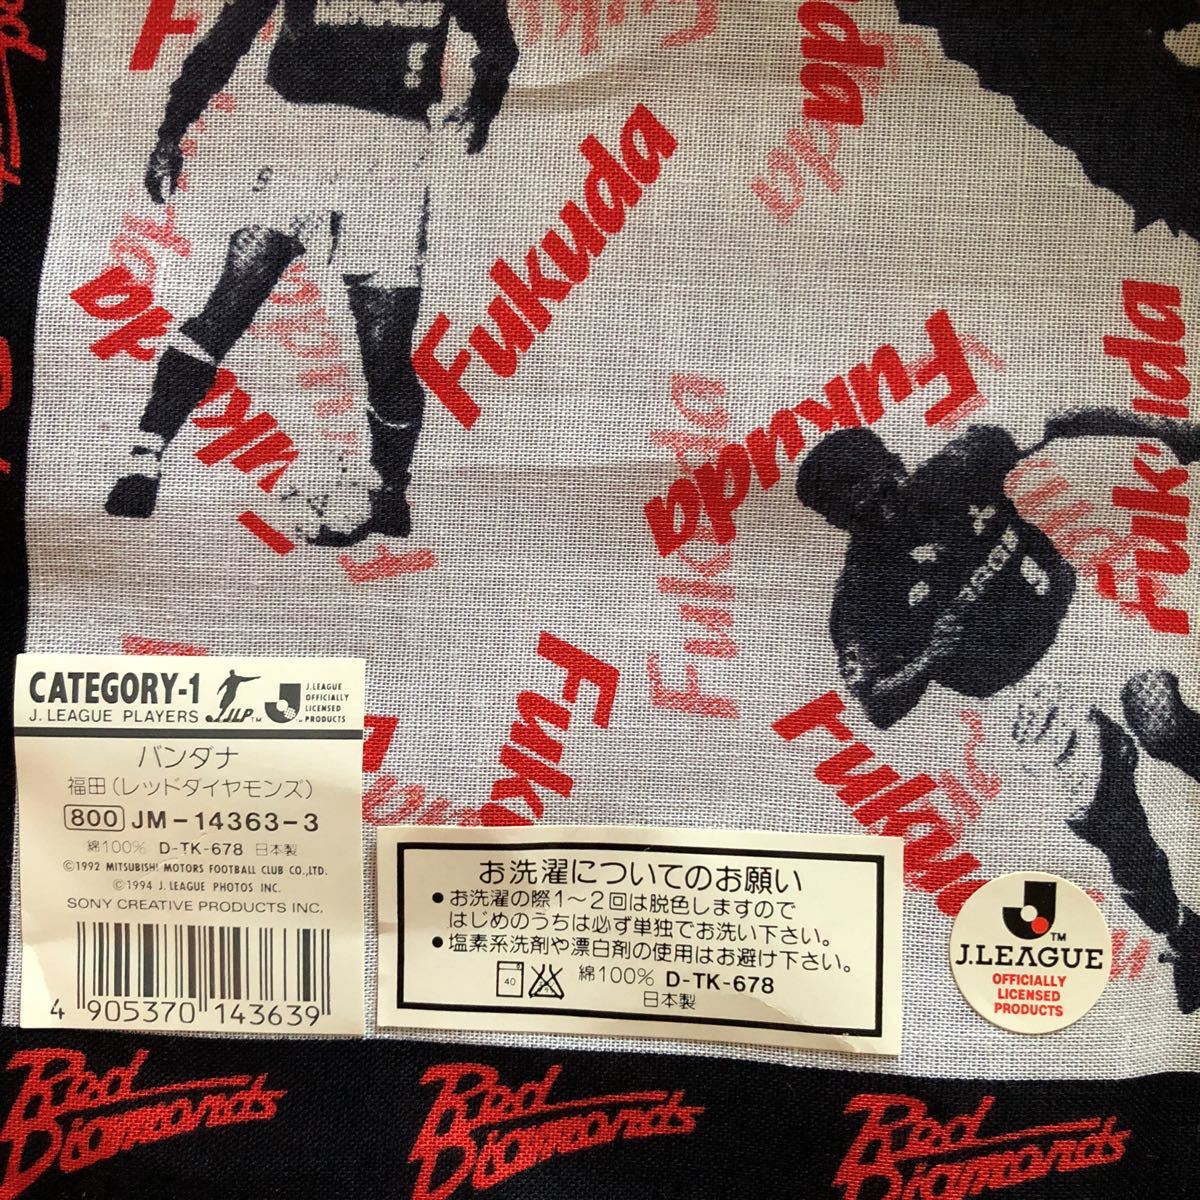 Fukuda
Fukuda
Fukuda
Fukuda
Fukuda
Fukuda
CATEGORY-1
J. LEAGUE PLAYERS
JLP™
J.LEAGUE
OFFICIALLY
LICENSED
PRODUCTS
バンダナ
福田(レッドダイヤモンズ)
800 JM-14363-3
綿100% D-TK-678 日本製
©1992 MITSUBISHI MOTORS FOOTBALL CLUB CO.,LTD.
©1994 J. LEAGUE PHOTOS INC.
SONY CREATIVE PRODUCTS INC.
4 905370 143639
お洗濯についてのお願い
●お洗濯の際1〜2回は脱色しますので
はじめのうちは必ず単独でお洗い下さい。
●塩素系洗剤や漂白剤の使用はお避け下さい。
40 綿100% D-TK-678
日本製
™
J.LEAGUE
OFFICIALLY
LICENSED
PRODUCTS
Red Diamonds
Red Diamonds
Red Diamonds